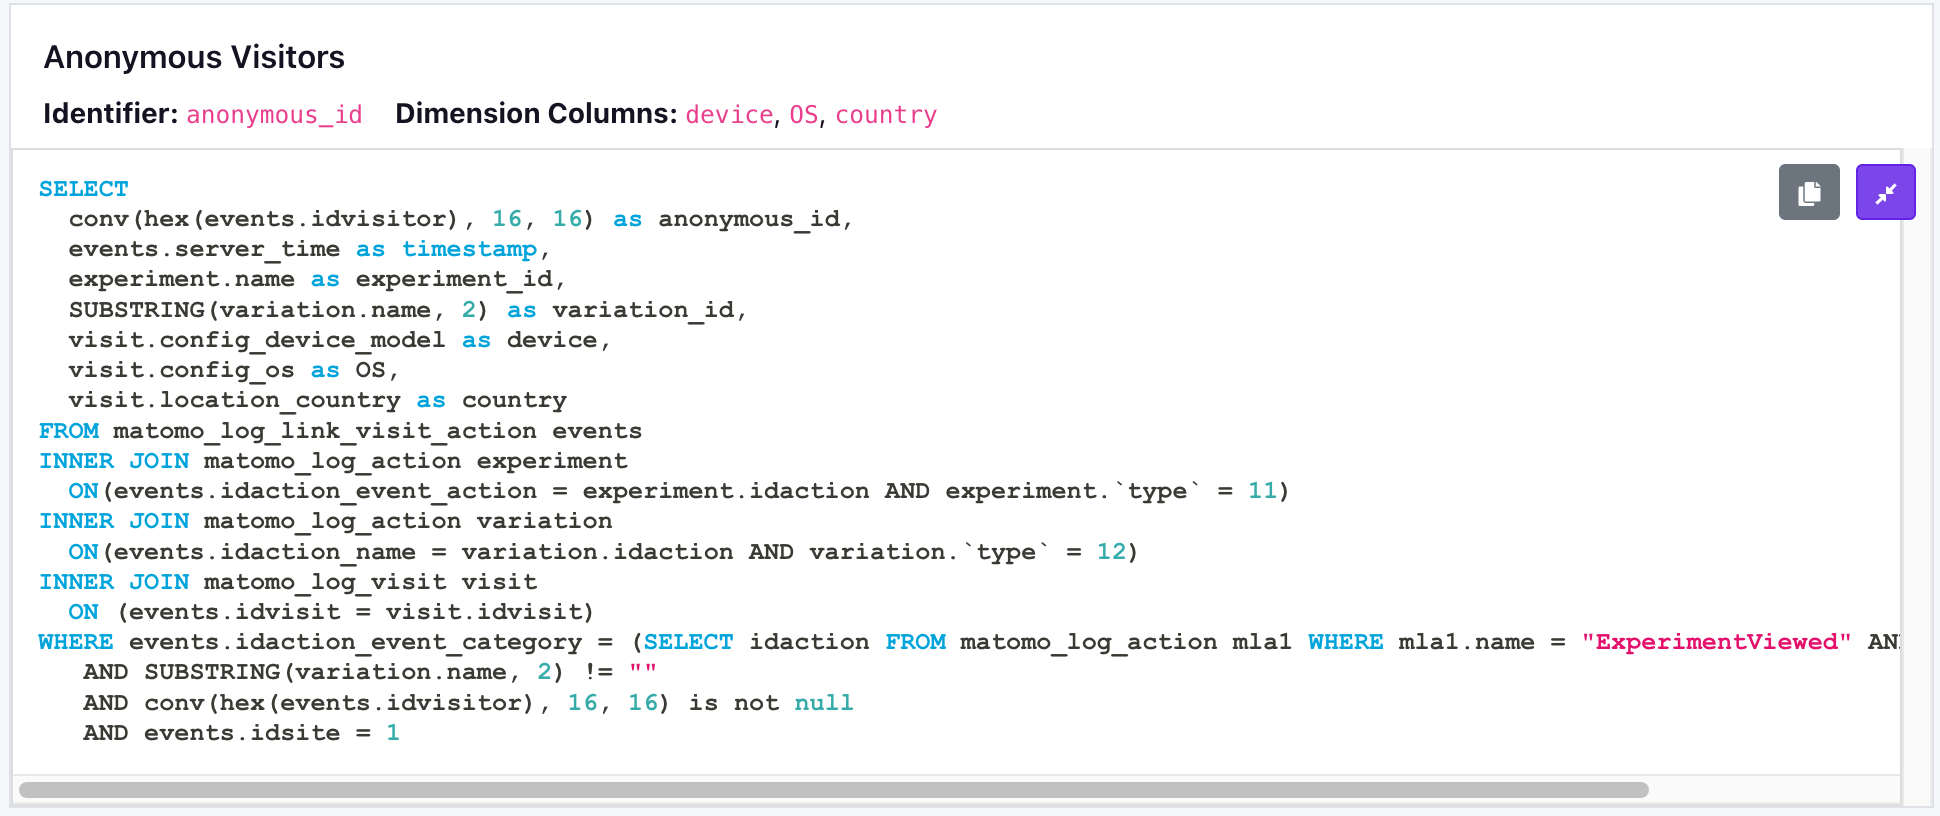 Anonymous Visitors
Identifier: anonymous_id Dimension Columns: device, OS, country
SELECT
  conv(hex(events.idvisitor), 16, 16) as anonymous_id,
  events.server_time as timestamp,
  experiment.name as experiment_id,
  SUBSTRING(variation.name, 2) as variation_id,
  visit.config_device_model as device,
  visit.config_os as OS,
  visit.location_country as country
FROM matomo_log_link_visit_action events
INNER JOIN matomo_log_action experiment
  ON(events.idaction_event_action = experiment.idaction AND experiment.`type` = 11)
INNER JOIN matomo_log_action variation
  ON(events.idaction_name = variation.idaction AND variation.`type` = 12)
INNER JOIN matomo_log_visit visit
  ON (events.idvisit = visit.idvisit)
WHERE events.idaction_event_category = (SELECT idaction FROM matomo_log_action mla1 WHERE mla1.name = "ExperimentViewed"
   AND SUBSTRING(variation.name, 2) != ""
   AND conv(hex(events.idvisitor), 16, 16) is not null
   AND events.idsite = 1